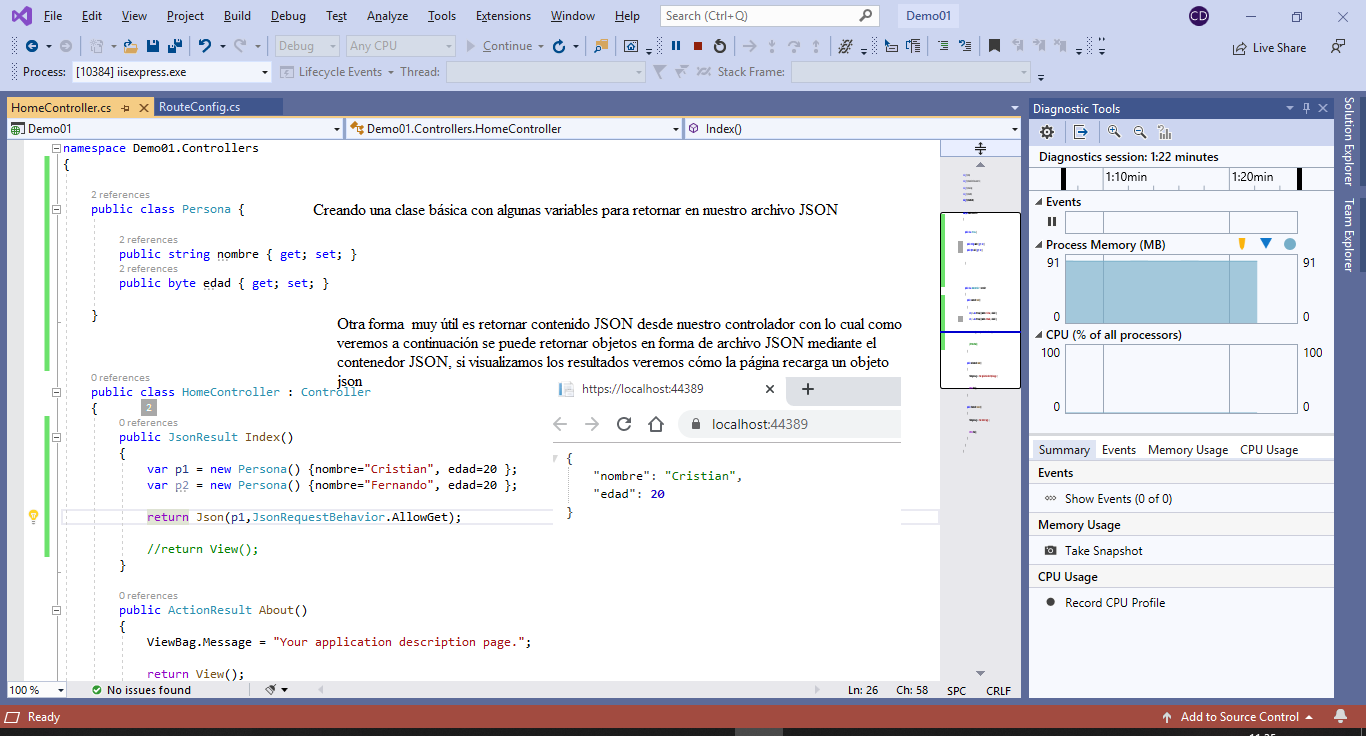 File Edit View Project Build Debug Test Analyze Tools Extensions Window Help Search (Ctrl+Q) Demo01 CD
Debug Any CPU Continue Live Share
Process: [10384] iisexpress.exe Lifecycle Events Thread: Stack Frame:
HomeController.cs RouteConfig.cs
Demo01 Demo01.Controllers.HomeController Index()
namespace Demo01.Controllers
{
2 references
public class Persona {
Creando una clase básica con algunas variables para retornar en nuestro archivo JSON
2 references
public string nombre { get; set; }
2 references
public byte edad { get; set; }
}
Otra forma muy útil es retornar contenido JSON desde nuestro controlador con lo cual como
veremos a continuación se puede retornar objetos en forma de archivo JSON mediante el
contenedor JSON, si visualizamos los resultados veremos cómo la página recarga un objeto
json
0 references
public class HomeController : Controller
{
2
0 references
public JsonResult Index()
{
var p1 = new Persona() {nombre="Cristian", edad=20 };
var p2 = new Persona() {nombre="Fernando", edad=20 };
return Json(p1,JsonRequestBehavior.AllowGet);
//return View();
}
0 references
public ActionResult About()
{
ViewBag.Message = "Your application description page.";
return View();
https://localhost:44389
localhost:44389
{
"nombre": "Cristian",
"edad": 20
}
100 % No issues found Ln: 26 Ch: 58 SPC CRLF
Diagnostic Tools
Diagnostics session: 1:22 minutes
1:10min 1:20min
Events
Process Memory (MB)
91 91
0 0
CPU (% of all processors)
100 100
0 0
Summary Events Memory Usage CPU Usage
Events
Show Events (0 of 0)
Memory Usage
Take Snapshot
CPU Usage
Record CPU Profile
Solution Explorer
Team Explorer
Ready Add to Source Control